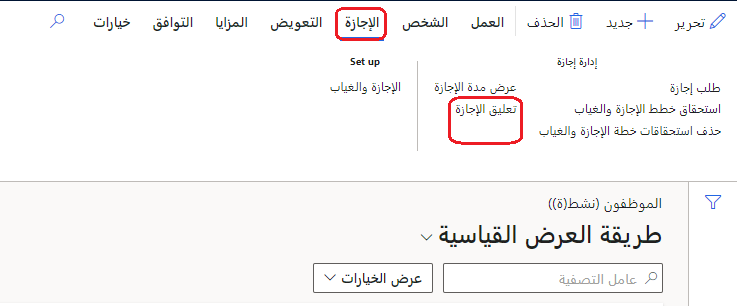 تحرير جديد الحذف العمل الشخص الإجازة التعويض المزايا التوافق خيارات
إدارة إجازة
طلب إجازة
استحقاق خطط الإجازة والغياب
حذف استحقاقات خطة الإجازة والغياب
عرض مدة الإجازة
تعليق الإجازة
Set up
الإجازة والغياب
الموظفون (نشط(ة))
طريقة العرض القياسية
عامل التصفية
عرض الخيارات